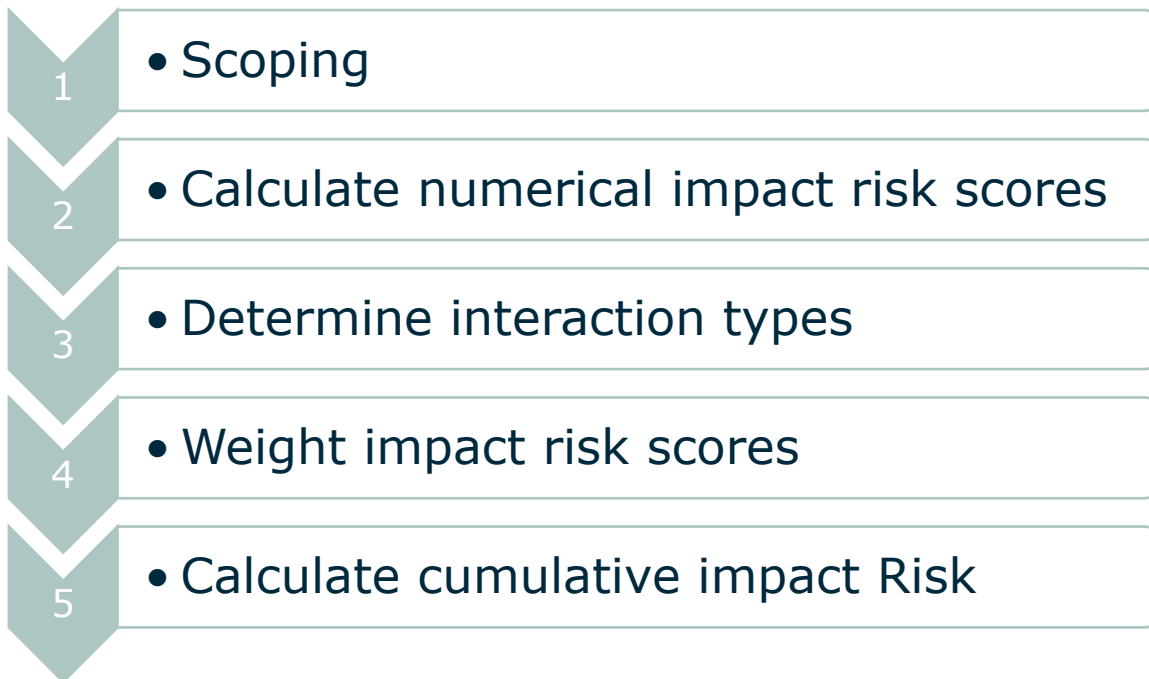 1
• Scoping
2
• Calculate numerical impact risk scores
3
• Determine interaction types
4
• Weight impact risk scores
5
• Calculate cumulative impact Risk